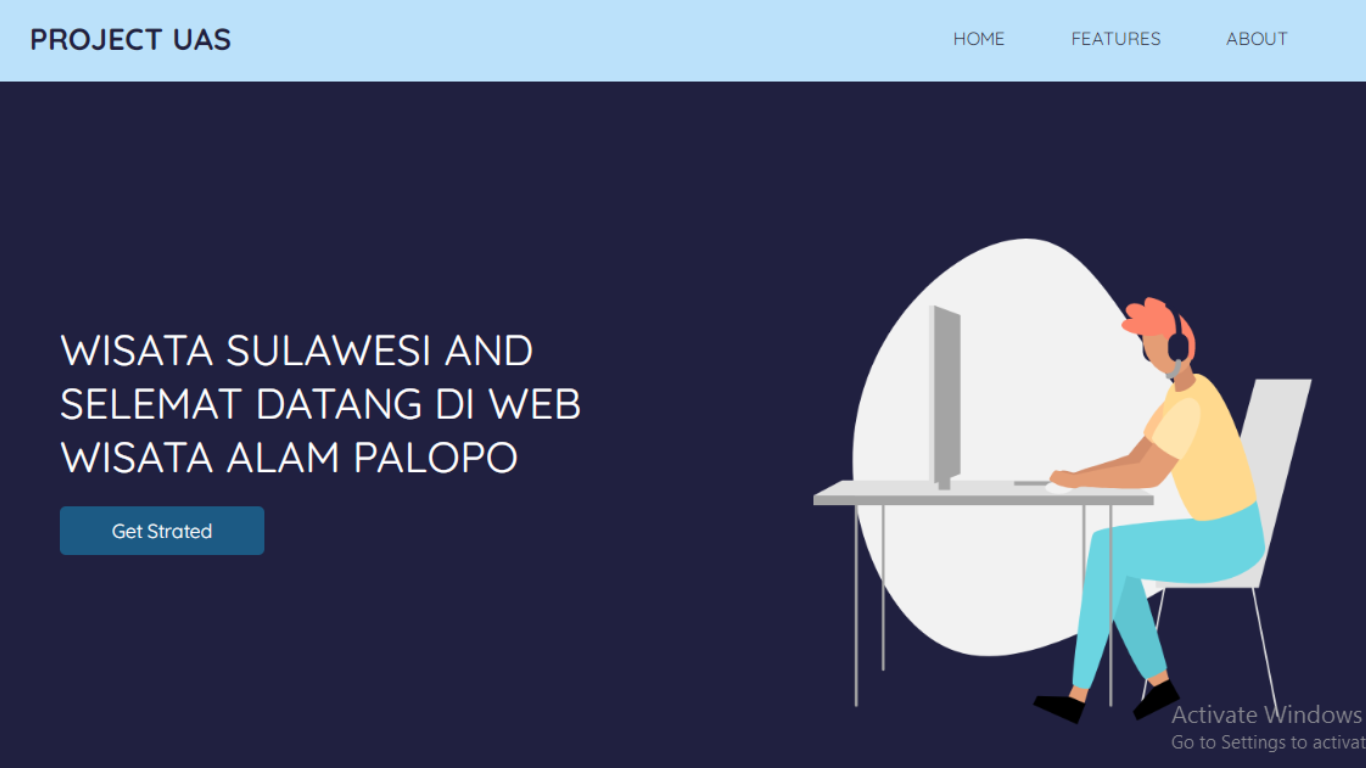 PROJECT UAS
HOME FEATURES ABOUT
WISATA SULAWESI AND
SELEMAT DATANG DI WEB
WISATA ALAM PALOPO
Get Strated
Activate Windows
Go to Settings to activat